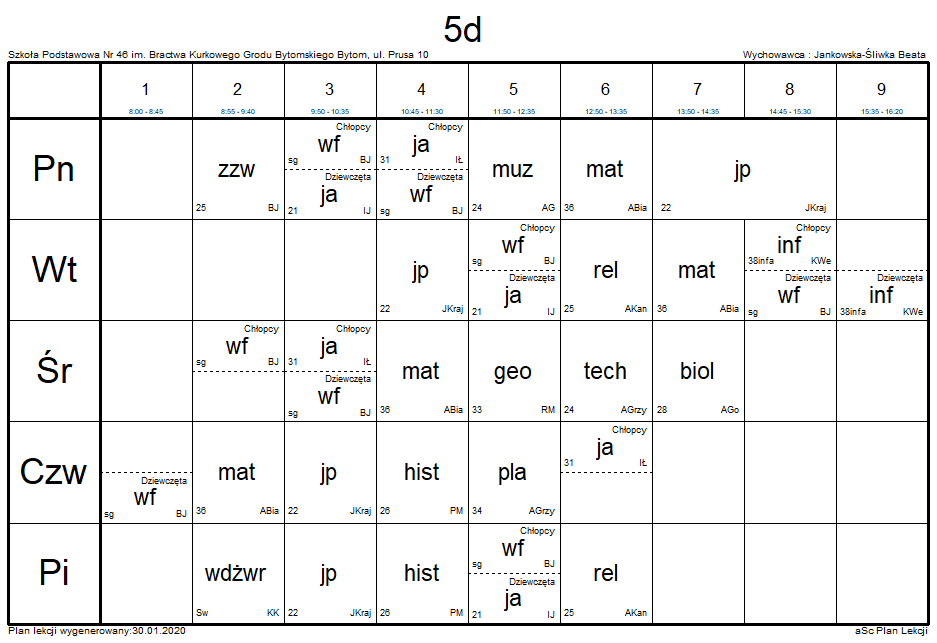 5d
Szkoła Podstawowa Nr 46 im. Bractwa Kurkowego Grodu Bytomskiego Bytom, ul. Prusa 10 Wychowawca : Jankowska-Śliwka Beata
1 2 3 4 5 6 7 8 9
8:00 - 8:45 8:55 - 9:40 9:50 - 10:35 10:45 - 11:30 11:50 - 12:35 12:50 - 13:35 13:50 - 14:35 14:45 - 15:30 15:35 - 16:20
Pn
zzw
25 BJ
Chłopcy
wf
sg BJ
Dziewczęta
ja
21 IJ
Chłopcy
ja
31 IŁ
Dziewczęta
wf
sg BJ
muz
24 AG
mat
36 ABia
jp
22 JKraj
Wt
jp
22 JKraj
Chłopcy
wf
sg BJ
Dziewczęta
ja
21 IJ
rel
25 AKan
mat
36 ABia
Chłopcy
inf
38infa KWe
Dziewczęta
wf
sg BJ
Dziewczęta
inf
38infa KWe
Śr
Chłopcy
wf
sg BJ
Chłopcy
ja
31 IŁ
Dziewczęta
wf
sg BJ
mat
36 ABia
geo
33 RM
tech
24 AGrzy
biol
28 AGo
Czw
Dziewczęta
wf
sg BJ
mat
36 ABia
jp
22 JKraj
hist
26 PM
pla
34 AGrzy
Chłopcy
ja
31 IŁ
Pi
wdżwr
Sw KK
jp
22 JKraj
hist
26 PM
Chłopcy
wf
sg BJ
Dziewczęta
ja
21 IJ
rel
25 AKan
Plan lekcji wygenerowany:30.01.2020 aSc Plan Lekcji